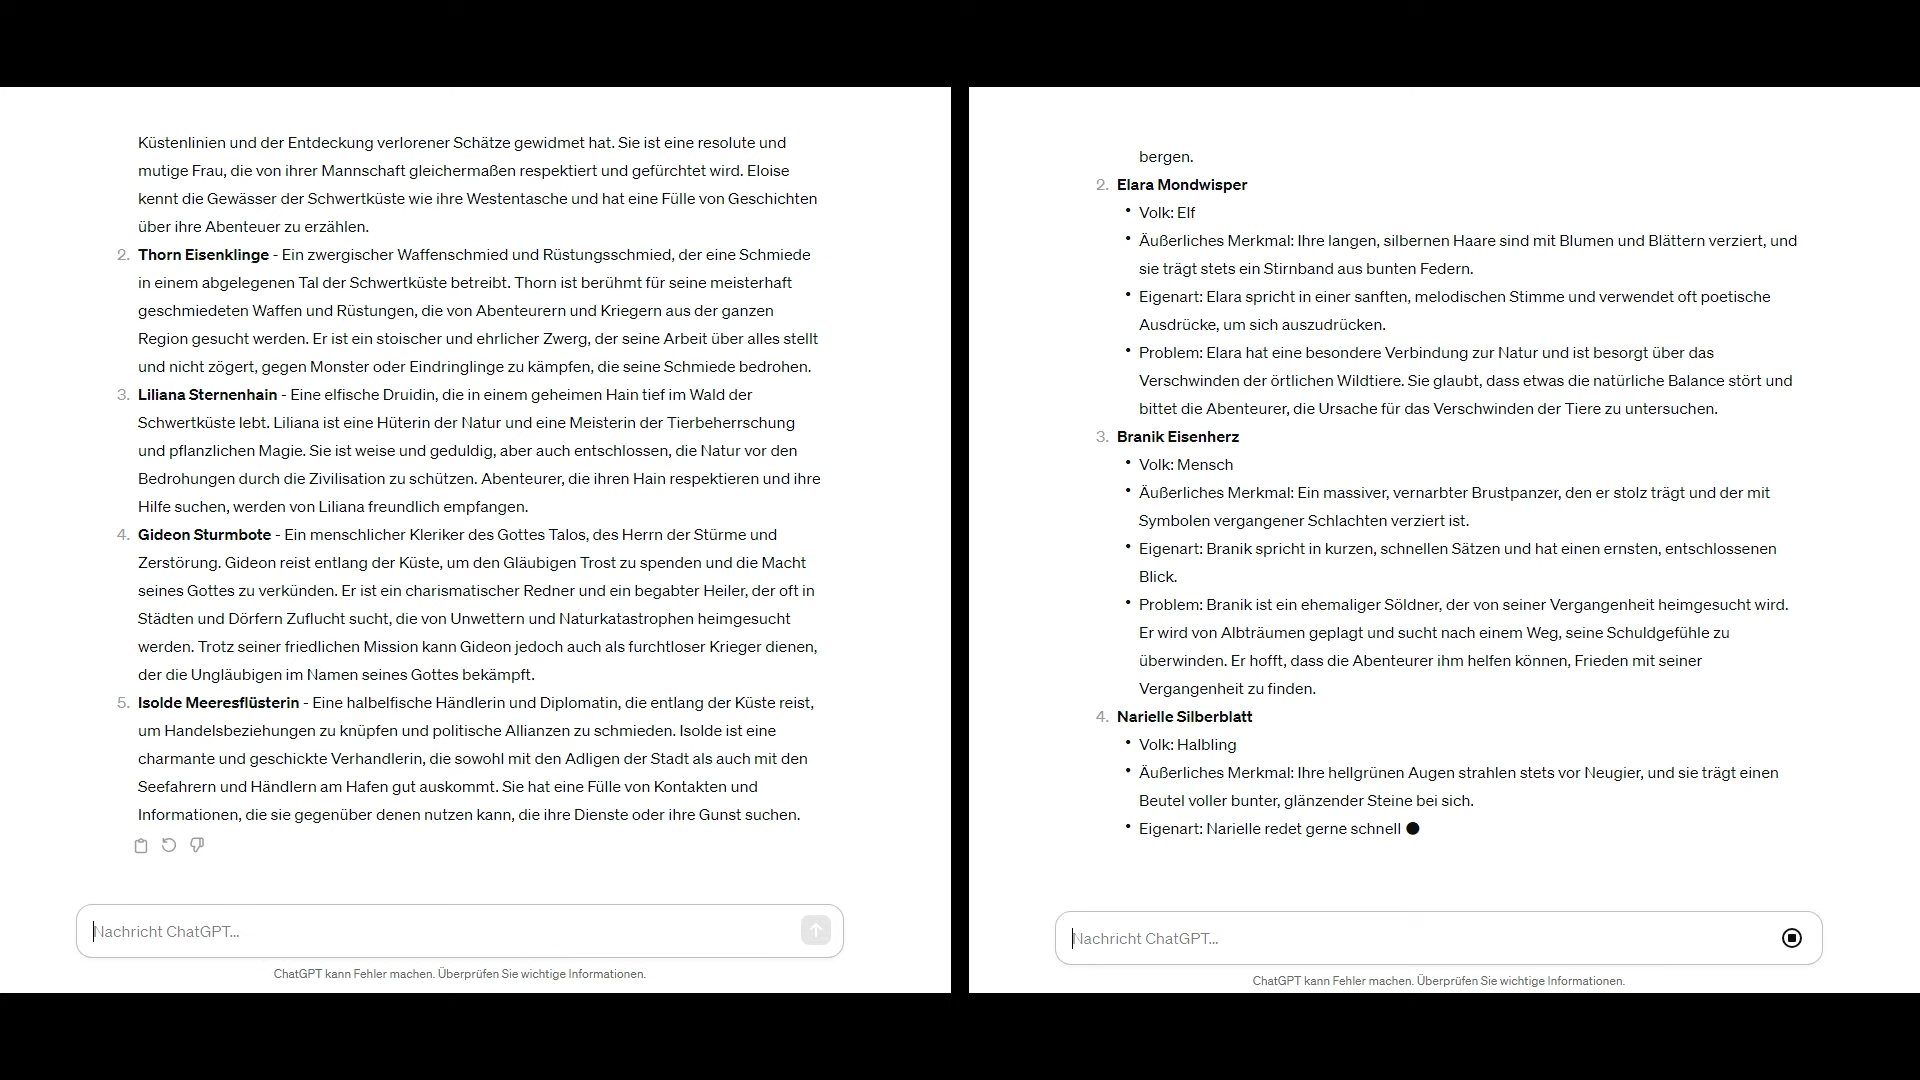 Küstenlinien und der Entdeckung verlorener Schätze gewidmet hat. Sie ist eine resolute und
mutige Frau, die von ihrer Mannschaft gleichermaßen respektiert und gefürchtet wird. Eloise
kennt die Gewässer der Schwertküste wie ihre Westentasche und hat eine Fülle von Geschichten
über ihre Abenteuer zu erzählen.
2. Thorn Eisenklinge - Ein zwergischer Waffenschmied und Rüstungsschmied, der eine Schmiede
in einem abgelegenen Tal der Schwertküste betreibt. Thorn ist berühmt für seine meisterhaft
geschmiedeten Waffen und Rüstungen, die von Abenteurern und Kriegern aus der ganzen
Region gesucht werden. Er ist ein stoischer und ehrlicher Zwerg, der seine Arbeit über alles stellt
und nicht zögert, gegen Monster oder Eindringlinge zu kämpfen, die seine Schmiede bedrohen.
3. Liliana Sternenhain - Eine elfische Druidin, die in einem geheimen Hain tief im Wald der
Schwertküste lebt. Liliana ist eine Hüterin der Natur und eine Meisterin der Tierbeherrschung
und pflanzlichen Magie. Sie ist weise und geduldig, aber auch entschlossen, die Natur vor den
Bedrohungen durch die Zivilisation zu schützen. Abenteurer, die ihren Hain respektieren und ihre
Hilfe suchen, werden von Liliana freundlich empfangen.
4. Gideon Sturmbote - Ein menschlicher Kleriker des Gottes Talos, des Herrn der Stürme und
Zerstörung. Gideon reist entlang der Küste, um den Gläubigen Trost zu spenden und die Macht
seines Gottes zu verkünden. Er ist ein charismatischer Redner und ein begabter Heiler, der oft in
Städten und Dörfern Zuflucht sucht, die von Unwettern und Naturkatastrophen heimgesucht
werden. Trotz seiner friedlichen Mission kann Gideon jedoch auch als furchtloser Krieger dienen,
der die Ungläubigen im Namen seines Gottes bekämpft.
5. Isolde Meeresflüsterin - Eine halbelfische Händlerin und Diplomatin, die entlang der Küste reist,
um Handelsbeziehungen zu knüpfen und politische Allianzen zu schmieden. Isolde ist eine
charmante und geschickte Verhandlerin, die sowohl mit den Adligen der Stadt als auch mit den
Seefahrern und Händlern am Hafen gut auskommt. Sie hat eine Fülle von Kontakten und
Informationen, die sie gegenüber denen nutzen kann, die ihre Dienste oder ihre Gunst suchen.
Nachricht ChatGPT...
ChatGPT kann Fehler machen. Überprüfen Sie wichtige Informationen.
bergen.
2. Elara Mondwisper
• Volk: Elf
• Äußerliches Merkmal: Ihre langen, silbernen Haare sind mit Blumen und Blättern verziert, und
sie trägt stets ein Stirnband aus bunten Federn.
• Eigenart: Elara spricht in einer sanften, melodischen Stimme und verwendet oft poetische
Ausdrücke, um sich auszudrücken.
• Problem: Elara hat eine besondere Verbindung zur Natur und ist besorgt über das
Verschwinden der örtlichen Wildtiere. Sie glaubt, dass etwas die natürliche Balance stört und
bittet die Abenteurer, die Ursache für das Verschwinden der Tiere zu untersuchen.
3. Branik Eisenherz
• Volk: Mensch
• Äußerliches Merkmal: Ein massiver, vernarbter Brustpanzer, den er stolz trägt und der mit
Symbolen vergangener Schlachten verziert ist.
• Eigenart: Branik spricht in kurzen, schnellen Sätzen und hat einen ernsten, entschlossenen
Blick.
• Problem: Branik ist ein ehemaliger Söldner, der von seiner Vergangenheit heimgesucht wird.
Er wird von Albträumen geplagt und sucht nach einem Weg, seine Schuldgefühle zu
überwinden. Er hofft, dass die Abenteurer ihm helfen können, Frieden mit seiner
Vergangenheit zu finden.
4. Narielle Silberblatt
• Volk: Halbling
• Äußerliches Merkmal: Ihre hellgrünen Augen strahlen stets vor Neugier, und sie trägt einen
Beutel voller bunter, glänzender Steine bei sich.
• Eigenart: Narielle redet gerne schnell
Nachricht ChatGPT...
ChatGPT kann Fehler machen. Überprüfen Sie wichtige Informationen.